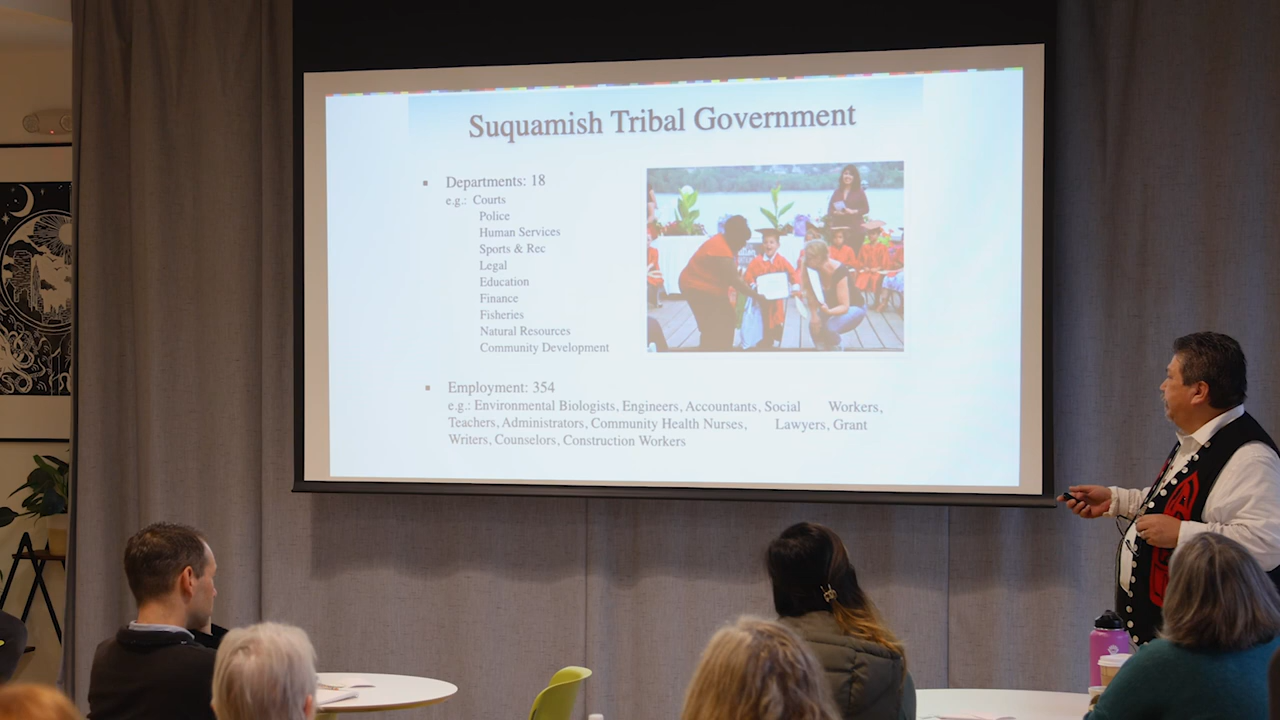 Suquamish Tribal Government
Departments: 18
e.g.: Courts
Police
Human Services
Sports & Rec
Legal
Education
Finance
Fisheries
Natural Resources
Community Development
Employment: 354
e.g.: Environmental Biologists, Engineers, Accountants, Social Workers,
Teachers, Administrators, Community Health Nurses, Lawyers, Grant
Writers, Counselors, Construction Workers